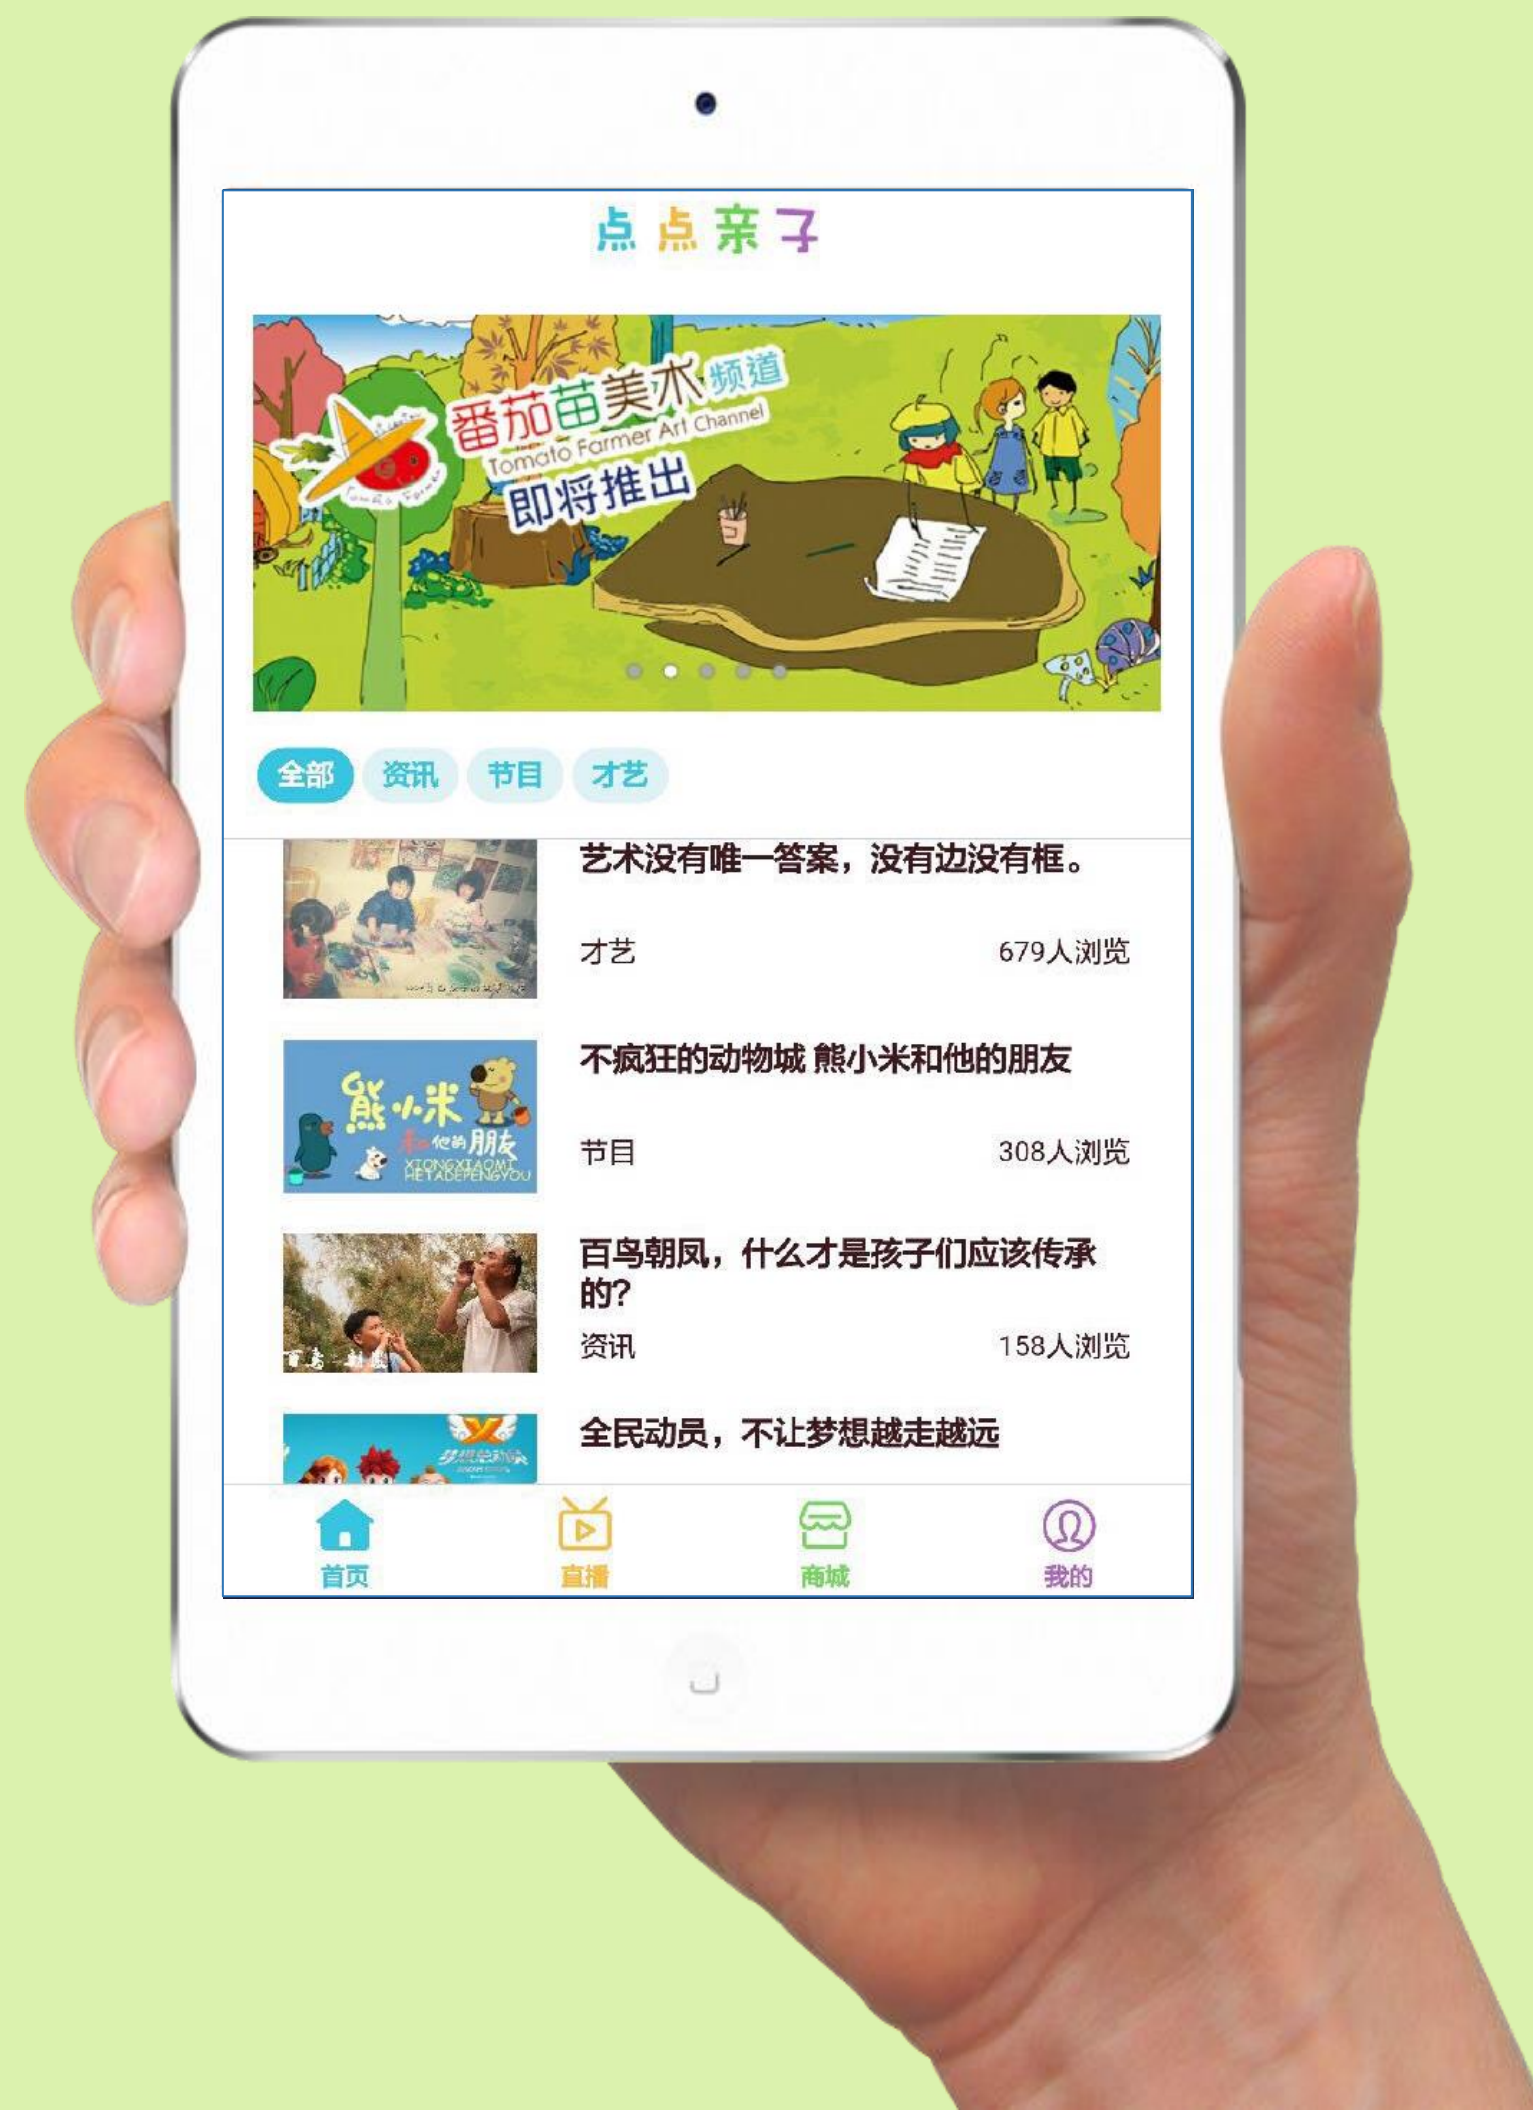 点点亲子
番茄苗美术频道
Tomato Farmer Art Channel
Tomato Farmer
即将推出
全部 资讯 节目 才艺
艺术没有唯一答案，没有边没有框。
才艺 679人浏览
不疯狂的动物城 熊小米和他的朋友
熊小米
和他的朋友
XIONGXIAOMI
HETADEPENGYOU
节目 308人浏览
百鸟朝凤，什么才是孩子们应该传承
的？
百鸟朝凤
资讯 158人浏览
全民动员，不让梦想越走越远
首页 直播 商城 我的